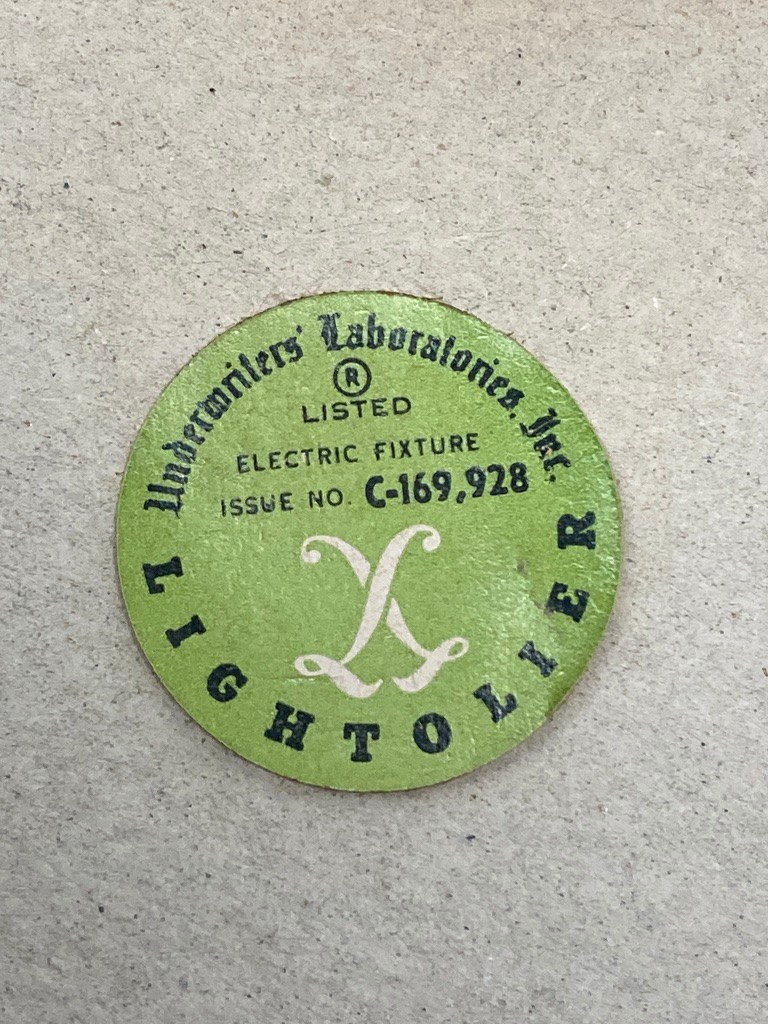 Underwriters' Laboratories, Inc.
®
LISTED
ELECTRIC FIXTURE
ISSUE NO. C-169,928
LIGHTOLIER